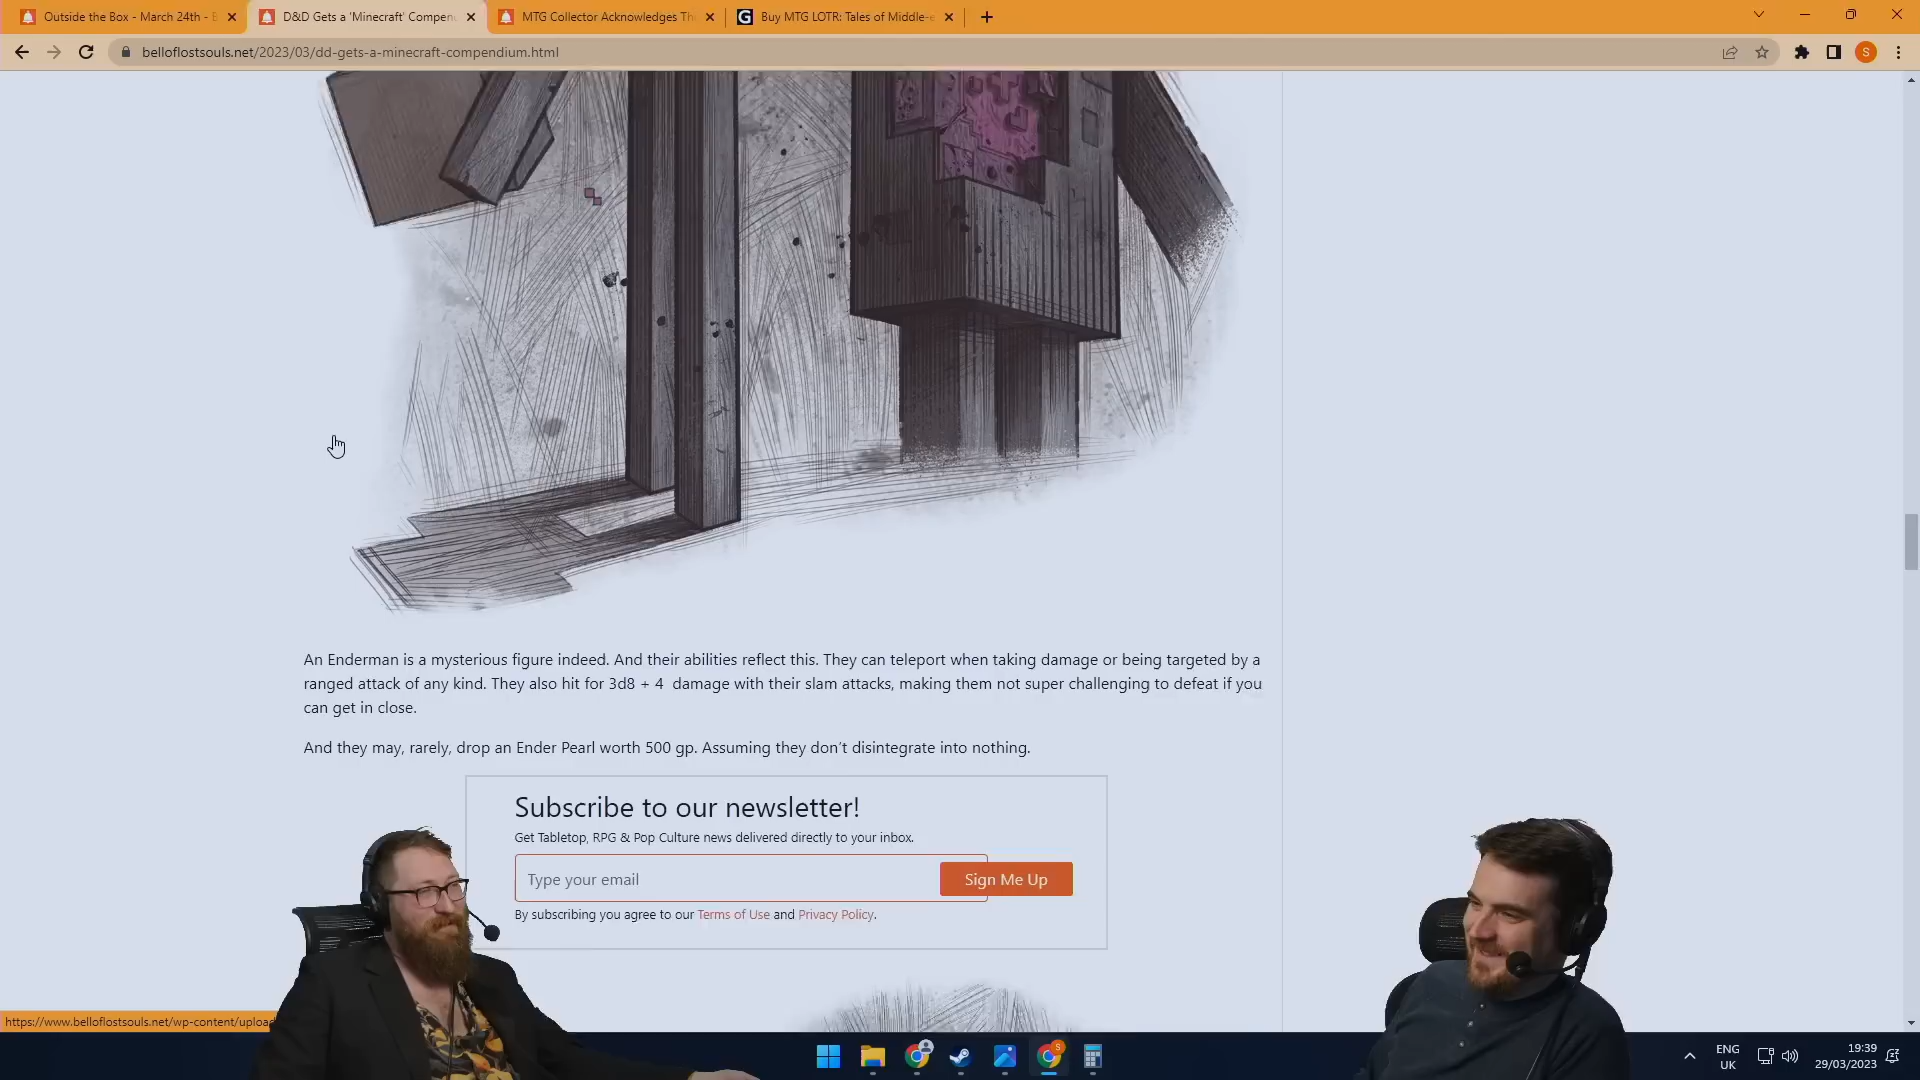 Outside the Box - March 24th -
D&D Gets a 'Minecraft' Compen
MTG Collector Acknowledges Th
Buy MTG LOTR: Tales of Middle-e
belloflostsouls.net/2023/03/dd-gets-a-minecraft-compendium.html
S
An Enderman is a mysterious figure indeed. And their abilities reflect this. They can teleport when taking damage or being targeted by a
ranged attack of any kind. They also hit for 3d8 + 4 damage with their slam attacks, making them not super challenging to defeat if you
can get in close.
And they may, rarely, drop an Ender Pearl worth 500 gp. Assuming they don't disintegrate into nothing.
Subscribe to our newsletter!
Get Tabletop, RPG & Pop Culture news delivered directly to your inbox.
Type your email
Sign Me Up
By subscribing you agree to our Terms of Use and Privacy Policy.
https://www.belloflostsouls.net/wp-content/upload
ENG
UK
19:39
29/03/2023